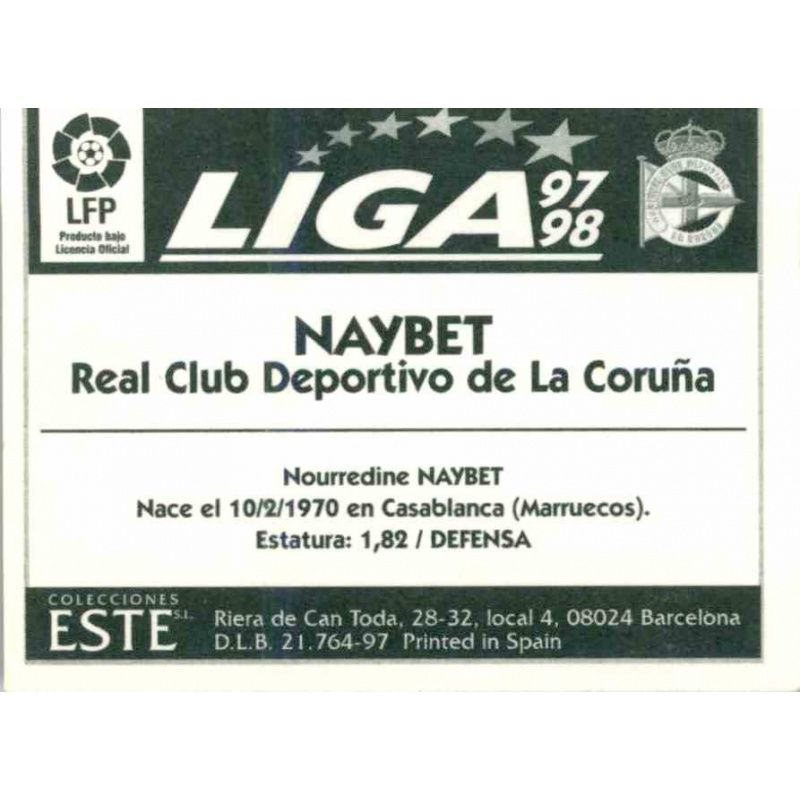 LFP
Producto bajo
Licencia Oficial
LIGA 97 98
NAYBET
Real Club Deportivo de La Coruña
Nourredine NAYBET
Nace el 10/2/1970 en Casablanca (Marruecos).
Estatura: 1,82 / DEFENSA
COLECCIONES
ESTE S.L.
Riera de Can Toda, 28-32, local 4, 08024 Barcelona
D.L.B. 21.764-97 Printed in Spain